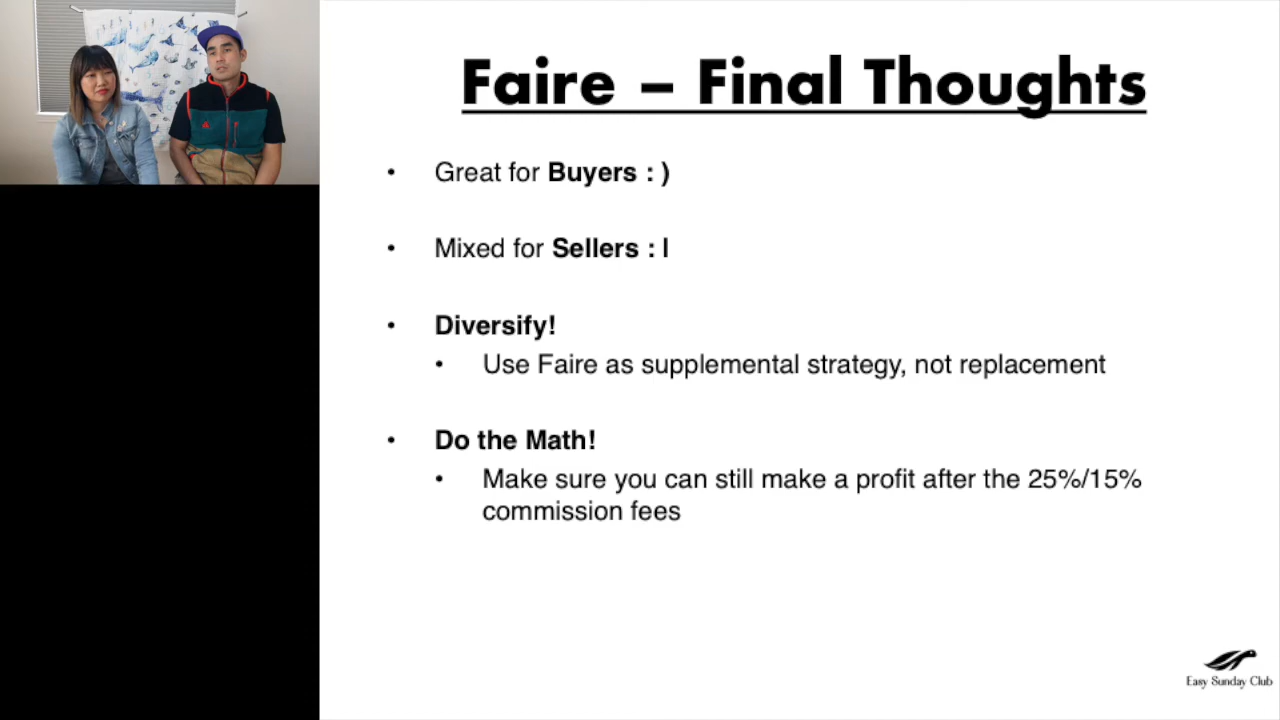 Faire – Final Thoughts
• Great for Buyers : )
• Mixed for Sellers : l
• Diversify!
• Use Faire as supplemental strategy, not replacement
• Do the Math!
• Make sure you can still make a profit after the 25%/15%
commission fees
Easy Sunday Club